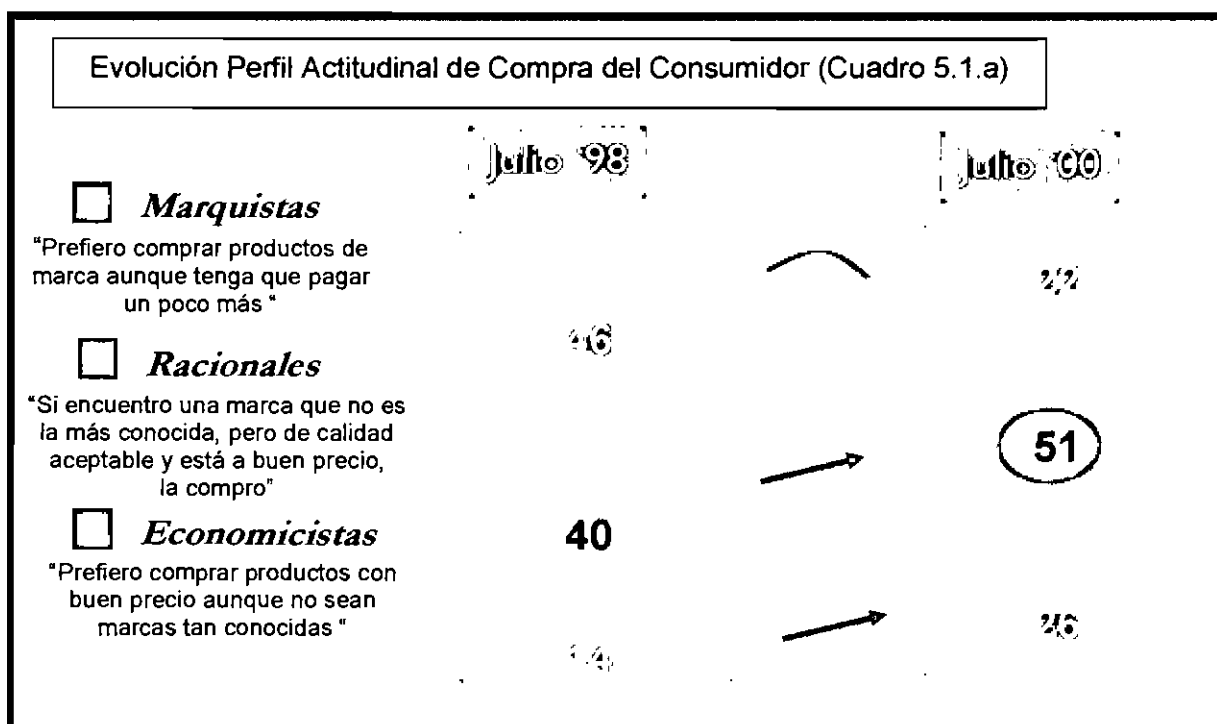 Evolución Perfil Actitudinal de Compra del Consumidor (Cuadro 5.1.a)
Julio '98
Julio '00
Marquistas
"Prefiero comprar productos de
marca aunque tenga que pagar
un poco más "
Racionales
"Si encuentro una marca que no es
la más conocida, pero de calidad
aceptable y está a buen precio,
la compro"
51
Economicistas
40
"Prefiero comprar productos con
buen precio aunque no sean
marcas tan conocidas "